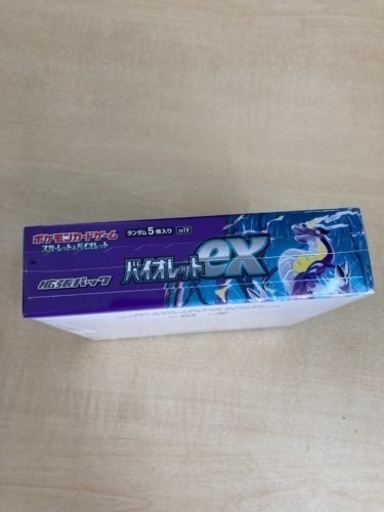 ポケモンカードゲーム
スカーレット&バイオレット
ランダム5枚入り SV1V
拡張パック
バイオレットex